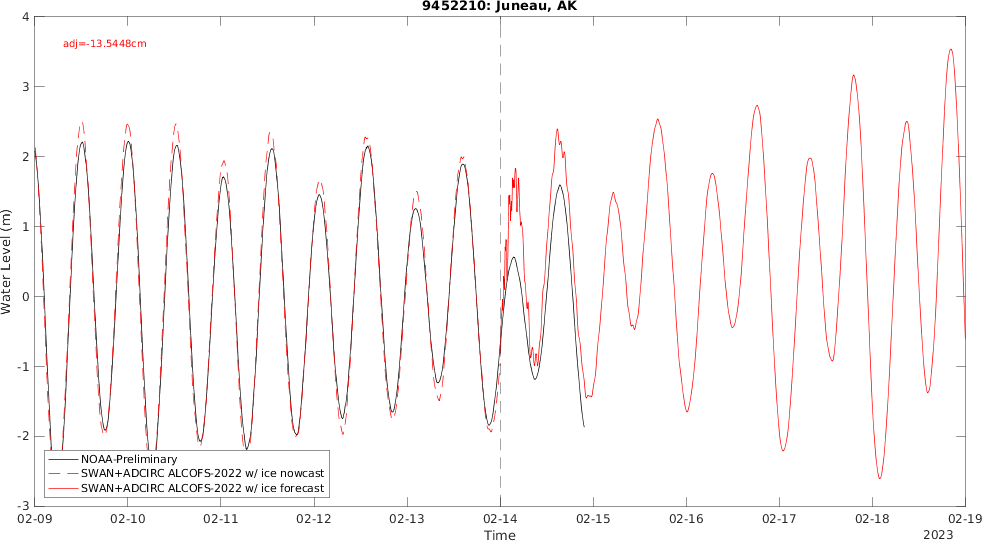 9452210: Juneau, AK
adj=-13.5448cm
Water Level (m)
4
3
2
1
0
-1
-2
-3
NOAA-Preliminary
SWAN+ADCIRC ALCOFS-2022 w/ ice nowcast
SWAN+ADCIRC ALCOFS-2022 w/ ice forecast
02-09 02-10 02-11 02-12 02-13 02-14 02-15 02-16 02-17 02-18 02-19
Time
2023